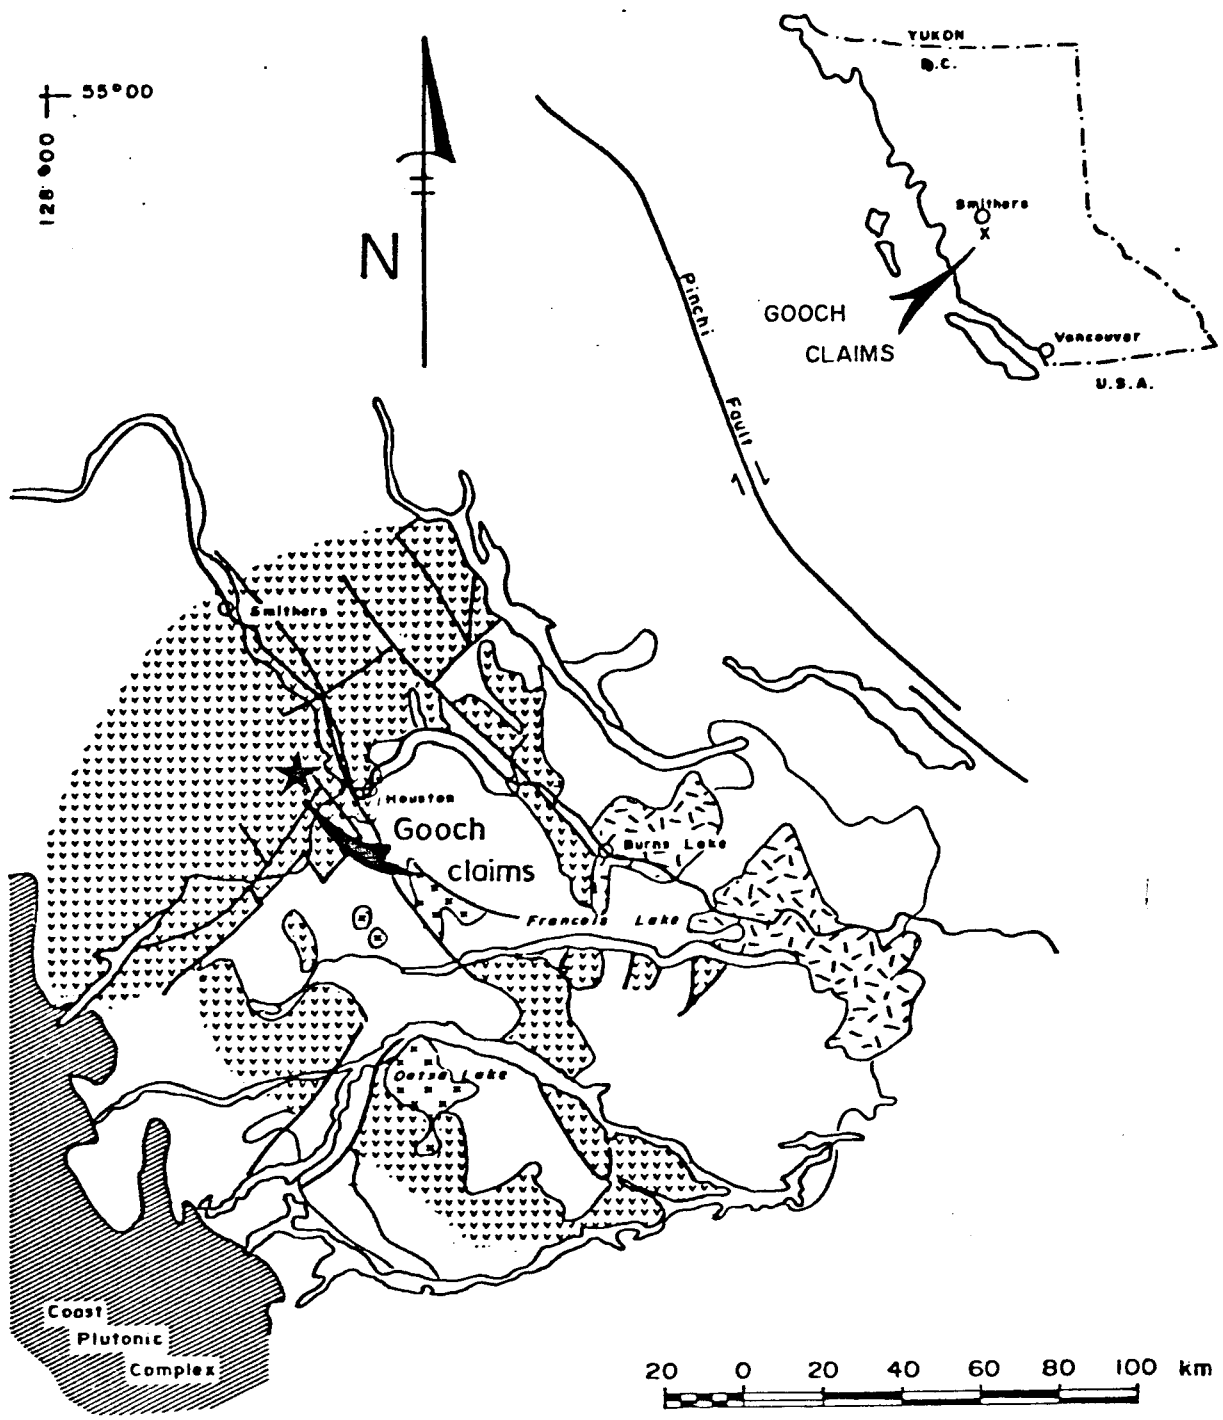 YUKON
B.C.
55°00
128°00
N
Smithers
X
GOOCH
CLAIMS
Vancouver
U.S.A.
Pinchi
Fault
Smithers
Houston
Gooch
claims
Burns Lake
Francois Lake
Ootsa Lake
Coast
Plutonic
Complex
20 0 20 40 60 80 100 km